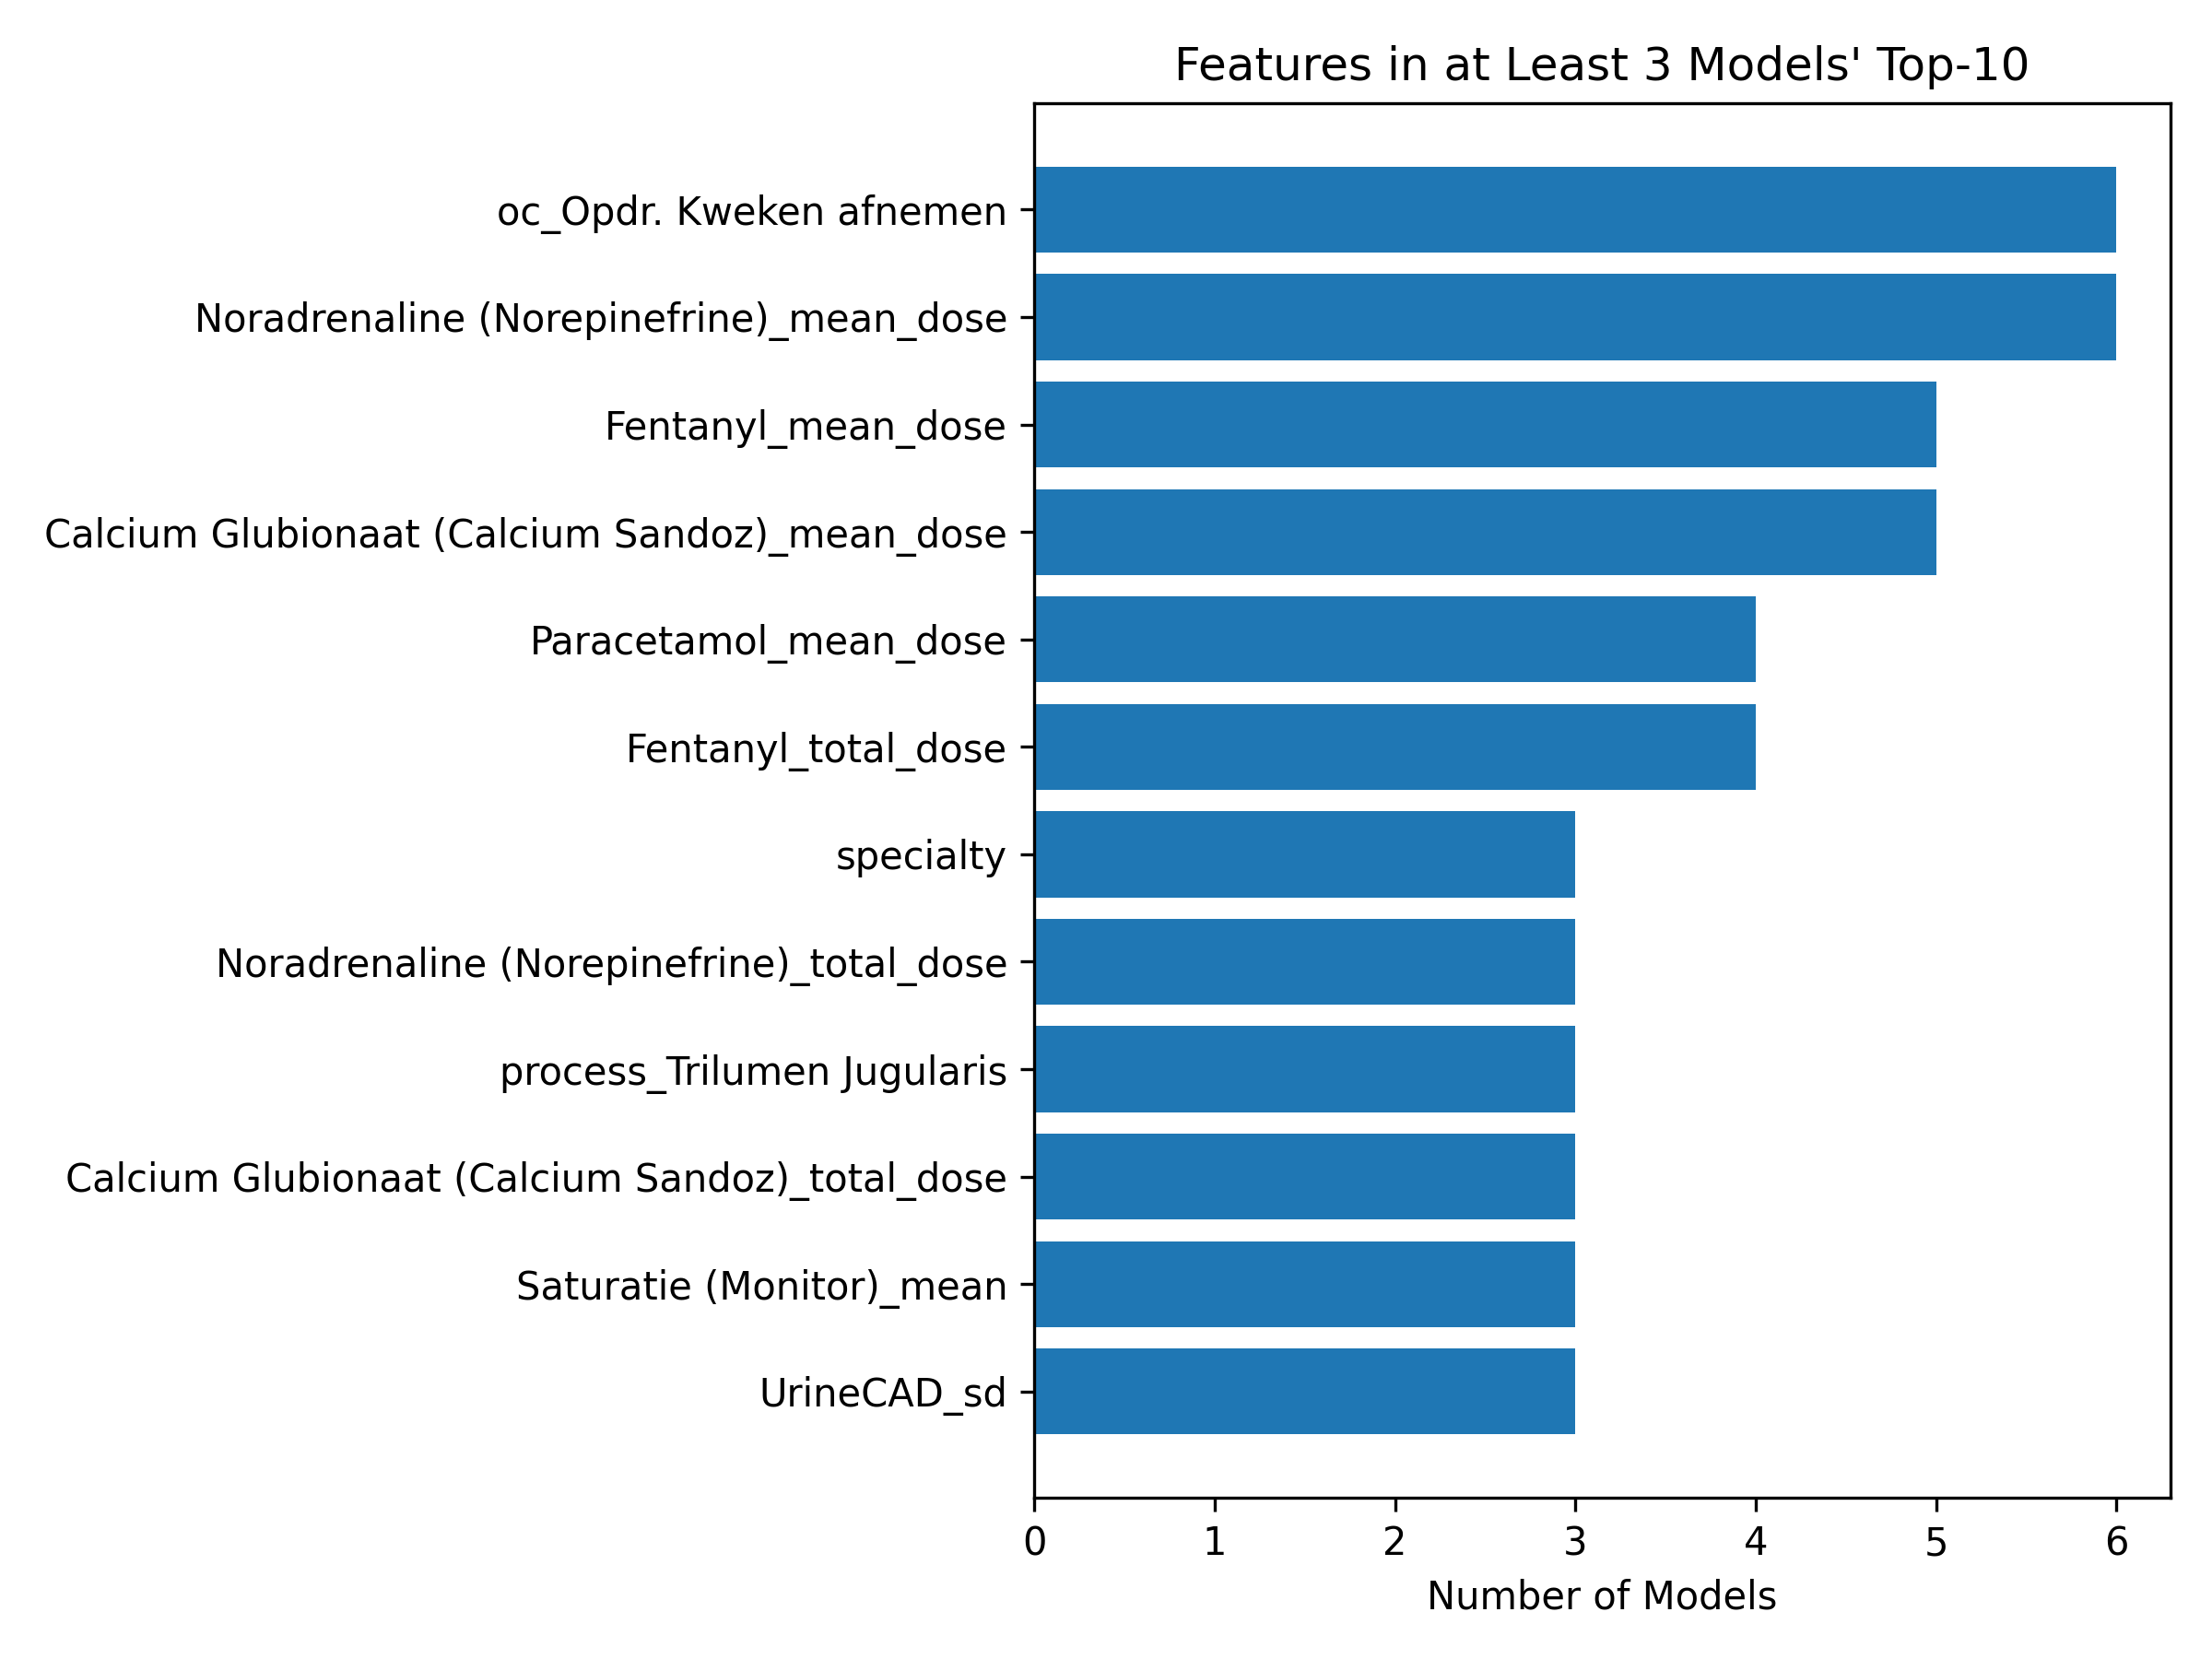 Features in at Least 3 Models' Top-10
oc_Opdr. Kweken afnemen
Noradrenaline (Norepinefrine)_mean_dose
Fentanyl_mean_dose
Calcium Glubionaat (Calcium Sandoz)_mean_dose
Paracetamol_mean_dose
Fentanyl_total_dose
specialty
Noradrenaline (Norepinefrine)_total_dose
process_Trilumen Jugularis
Calcium Glubionaat (Calcium Sandoz)_total_dose
Saturatie (Monitor)_mean
UrineCAD_sd
0 1 2 3 4 5 6
Number of Models